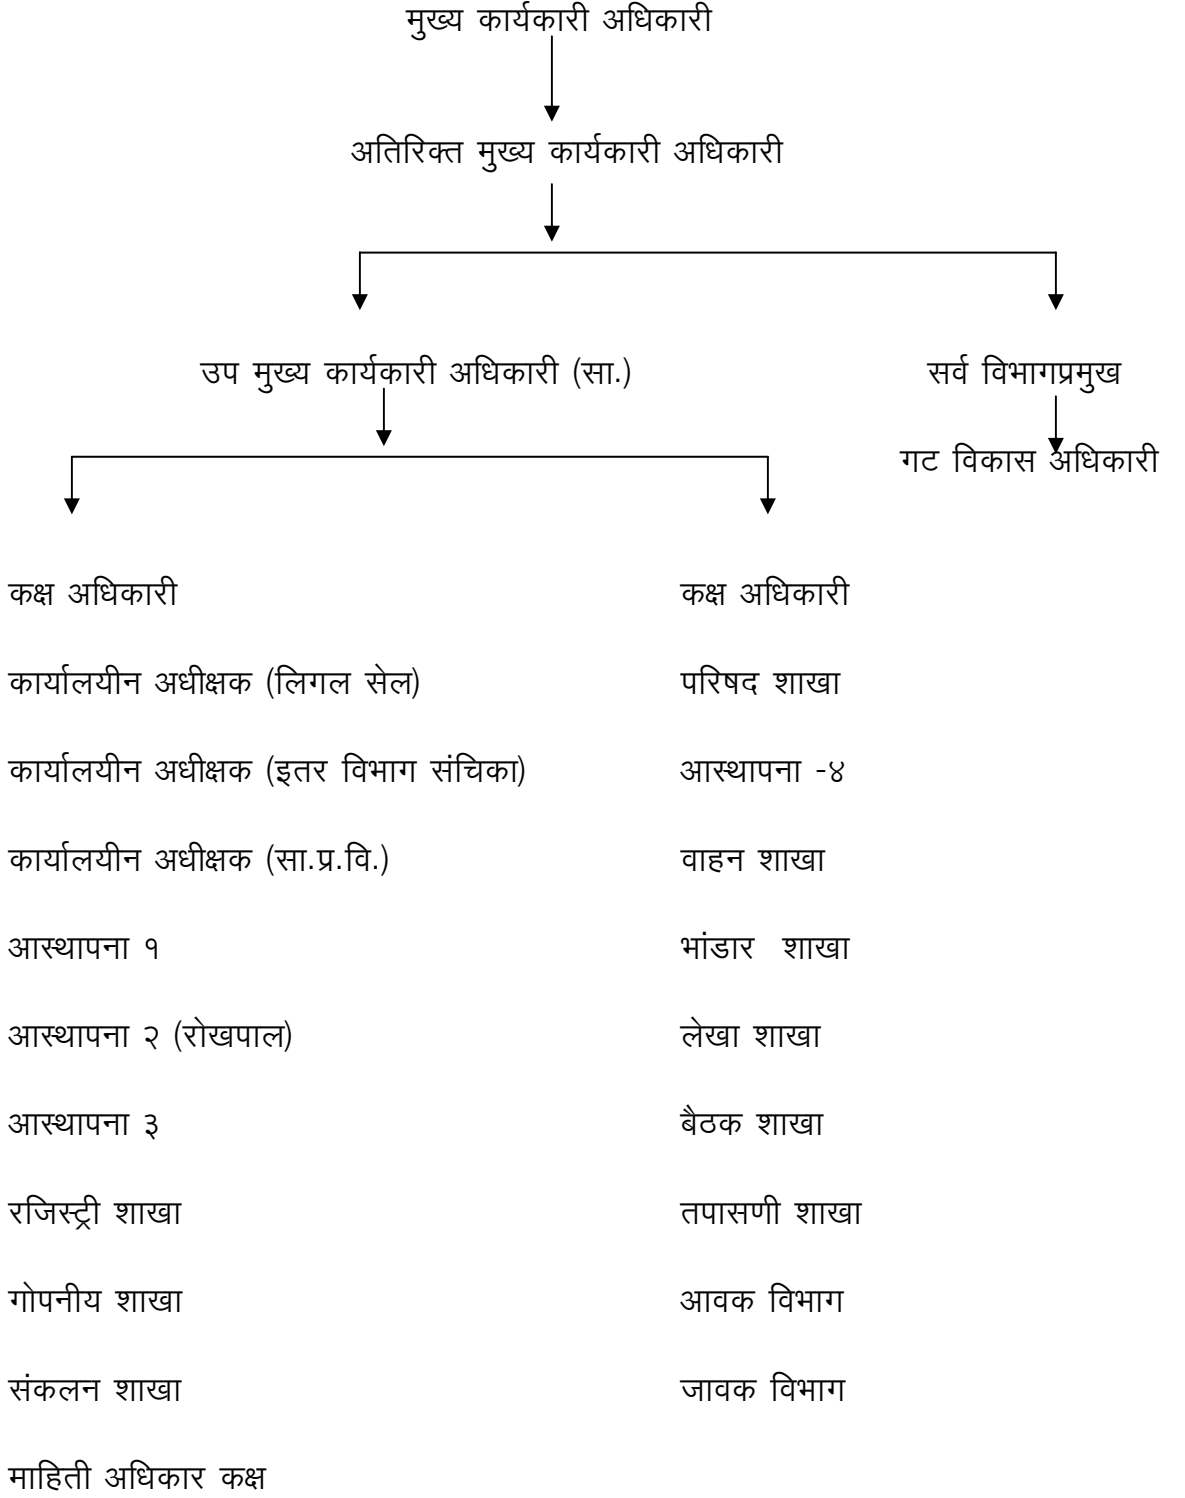 मुख्य कार्यकारी अधिकारी
अतिरिक्त मुख्य कार्यकारी अधिकारी
उप मुख्य कार्यकारी अधिकारी (सा.) सर्व विभागप्रमुख
गट विकास अधिकारी
कक्ष अधिकारी कक्ष अधिकारी
कार्यालयीन अधीक्षक (लिगल सेल) परिषद शाखा
कार्यालयीन अधीक्षक (इतर विभाग संचिका) आस्थापना -४
कार्यालयीन अधीक्षक (सा.प्र.वि.) वाहन शाखा
आस्थापना १ भांडार शाखा
आस्थापना २ (रोखपाल) लेखा शाखा
आस्थापना ३ बैठक शाखा
रजिस्ट्री शाखा तपासणी शाखा
गोपनीय शाखा आवक विभाग
संकलन शाखा जावक विभाग
माहिती अधिकार कक्ष